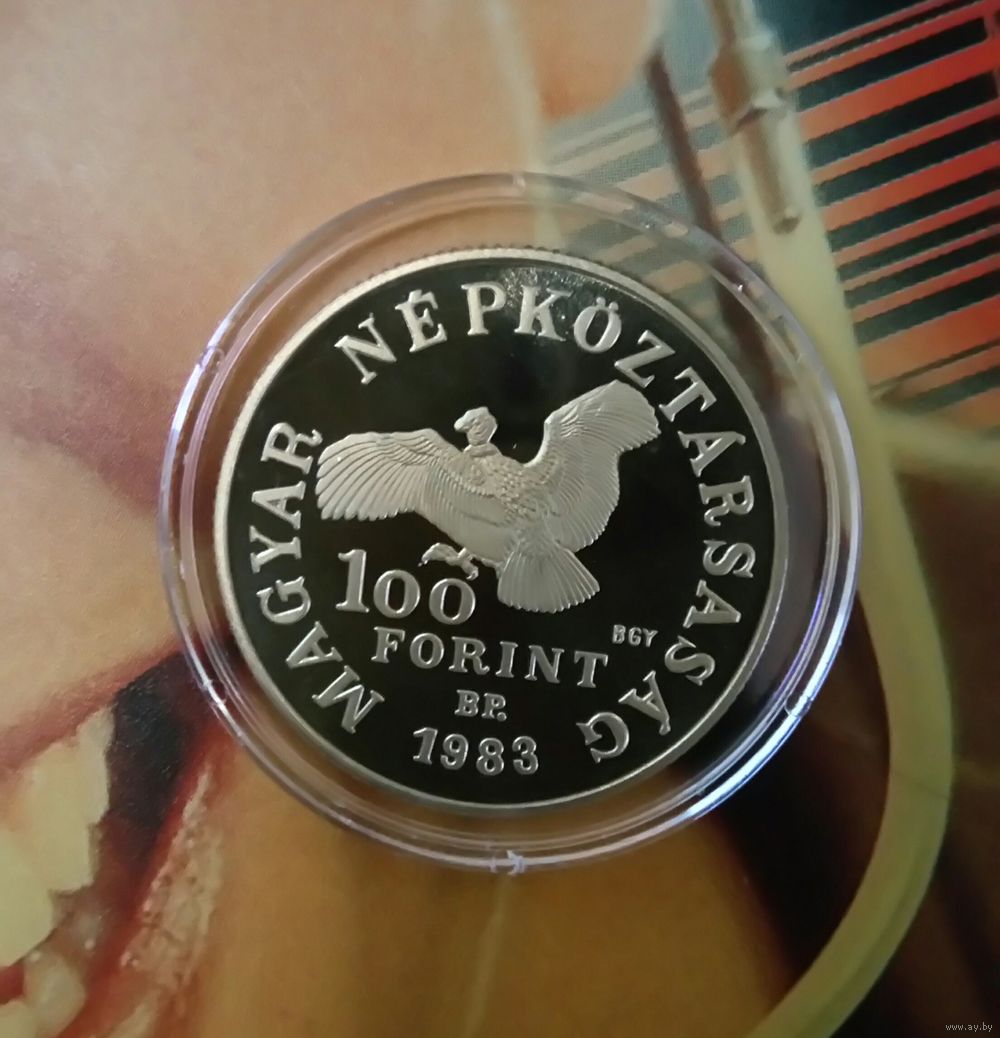 MAGYAR NÉPKÖZTÁRSASÁG
100
FORINT
BGY
BP.
1983
www.ay.by